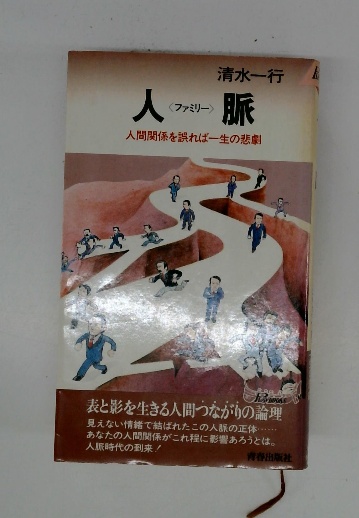 清水一行
人〈ファミリー〉脈
人間関係を誤れば一生の悲劇
表と影を生きる人間つながりの論理
見えない情緒で結ばれたこの人脈の正体……
あなたの人間関係がこれ程に影響あろうとは。
人脈時代の到来！
青春出版社